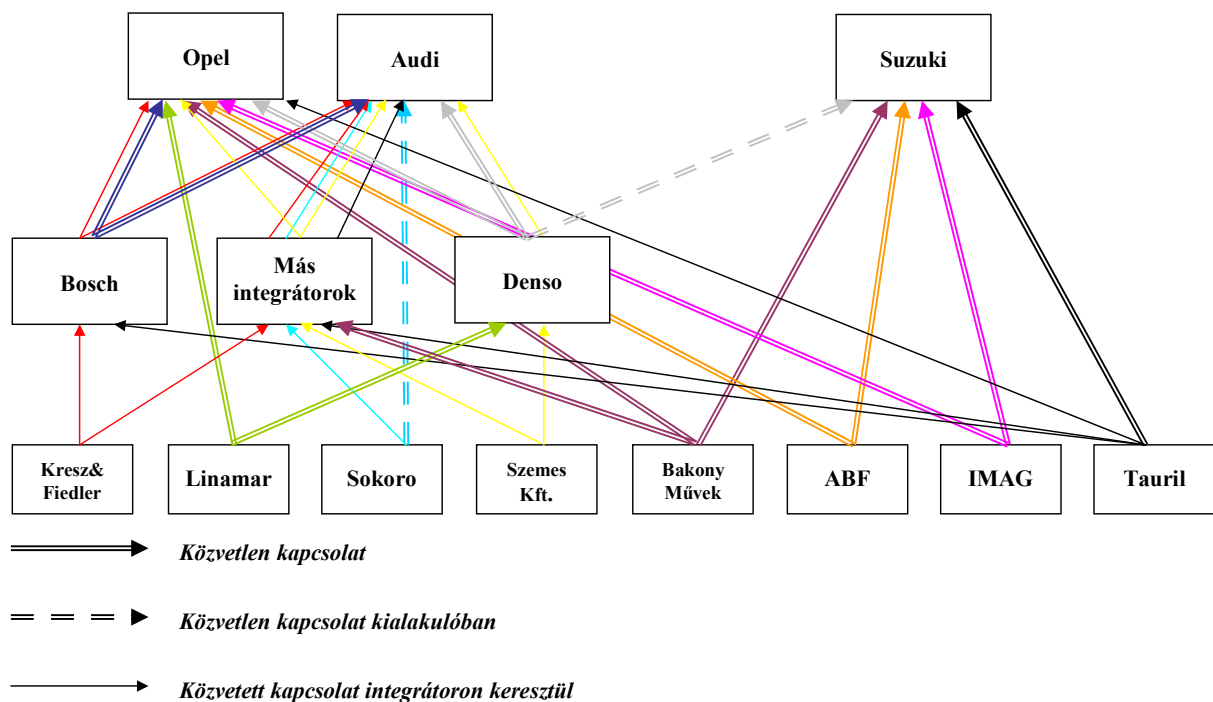 Opel
Audi
Suzuki
Bosch
Más
integrátorok
Denso
Kresz&
Fiedler
Linamar
Sokoro
Szemes
Kft.
Bakony
Művek
ABF
IMAG
Tauril
Közvetlen kapcsolat
Közvetlen kapcsolat kialakulóban
Közvetett kapcsolat integrátoron keresztül